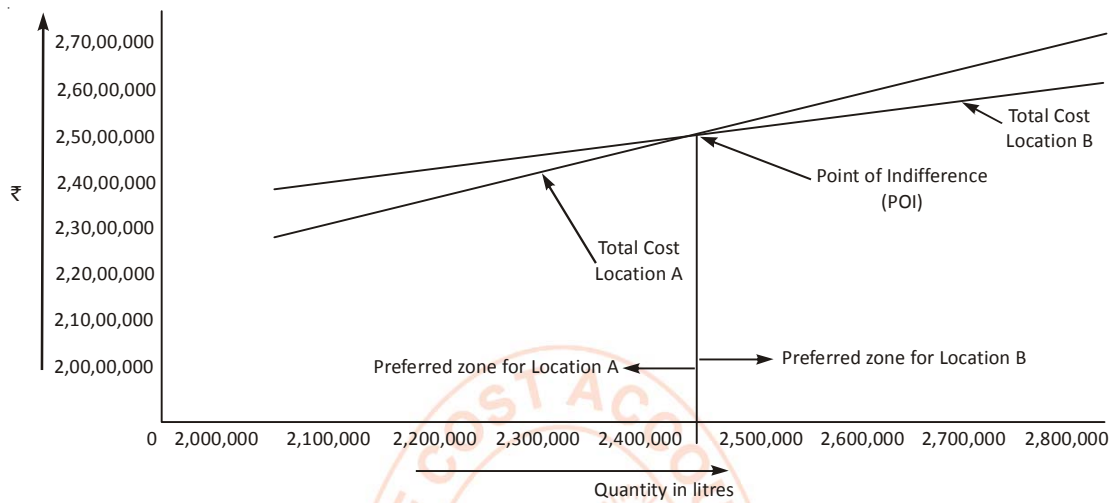 2,70,00,000
2,60,00,000
2,50,00,000
2,40,00,000
2,30,00,000
2,20,00,000
2,10,00,000
2,00,00,000
₹
Total Cost
Location B
Point of Indifference
(POI)
Total Cost
Location A
Preferred zone for Location A
Preferred zone for Location B
0 2,000,000 2,100,000 2,200,000 2,300,000 2,400,000 2,500,000 2,600,000 2,700,000 2,800,000
Quantity in litres
COST ACCO